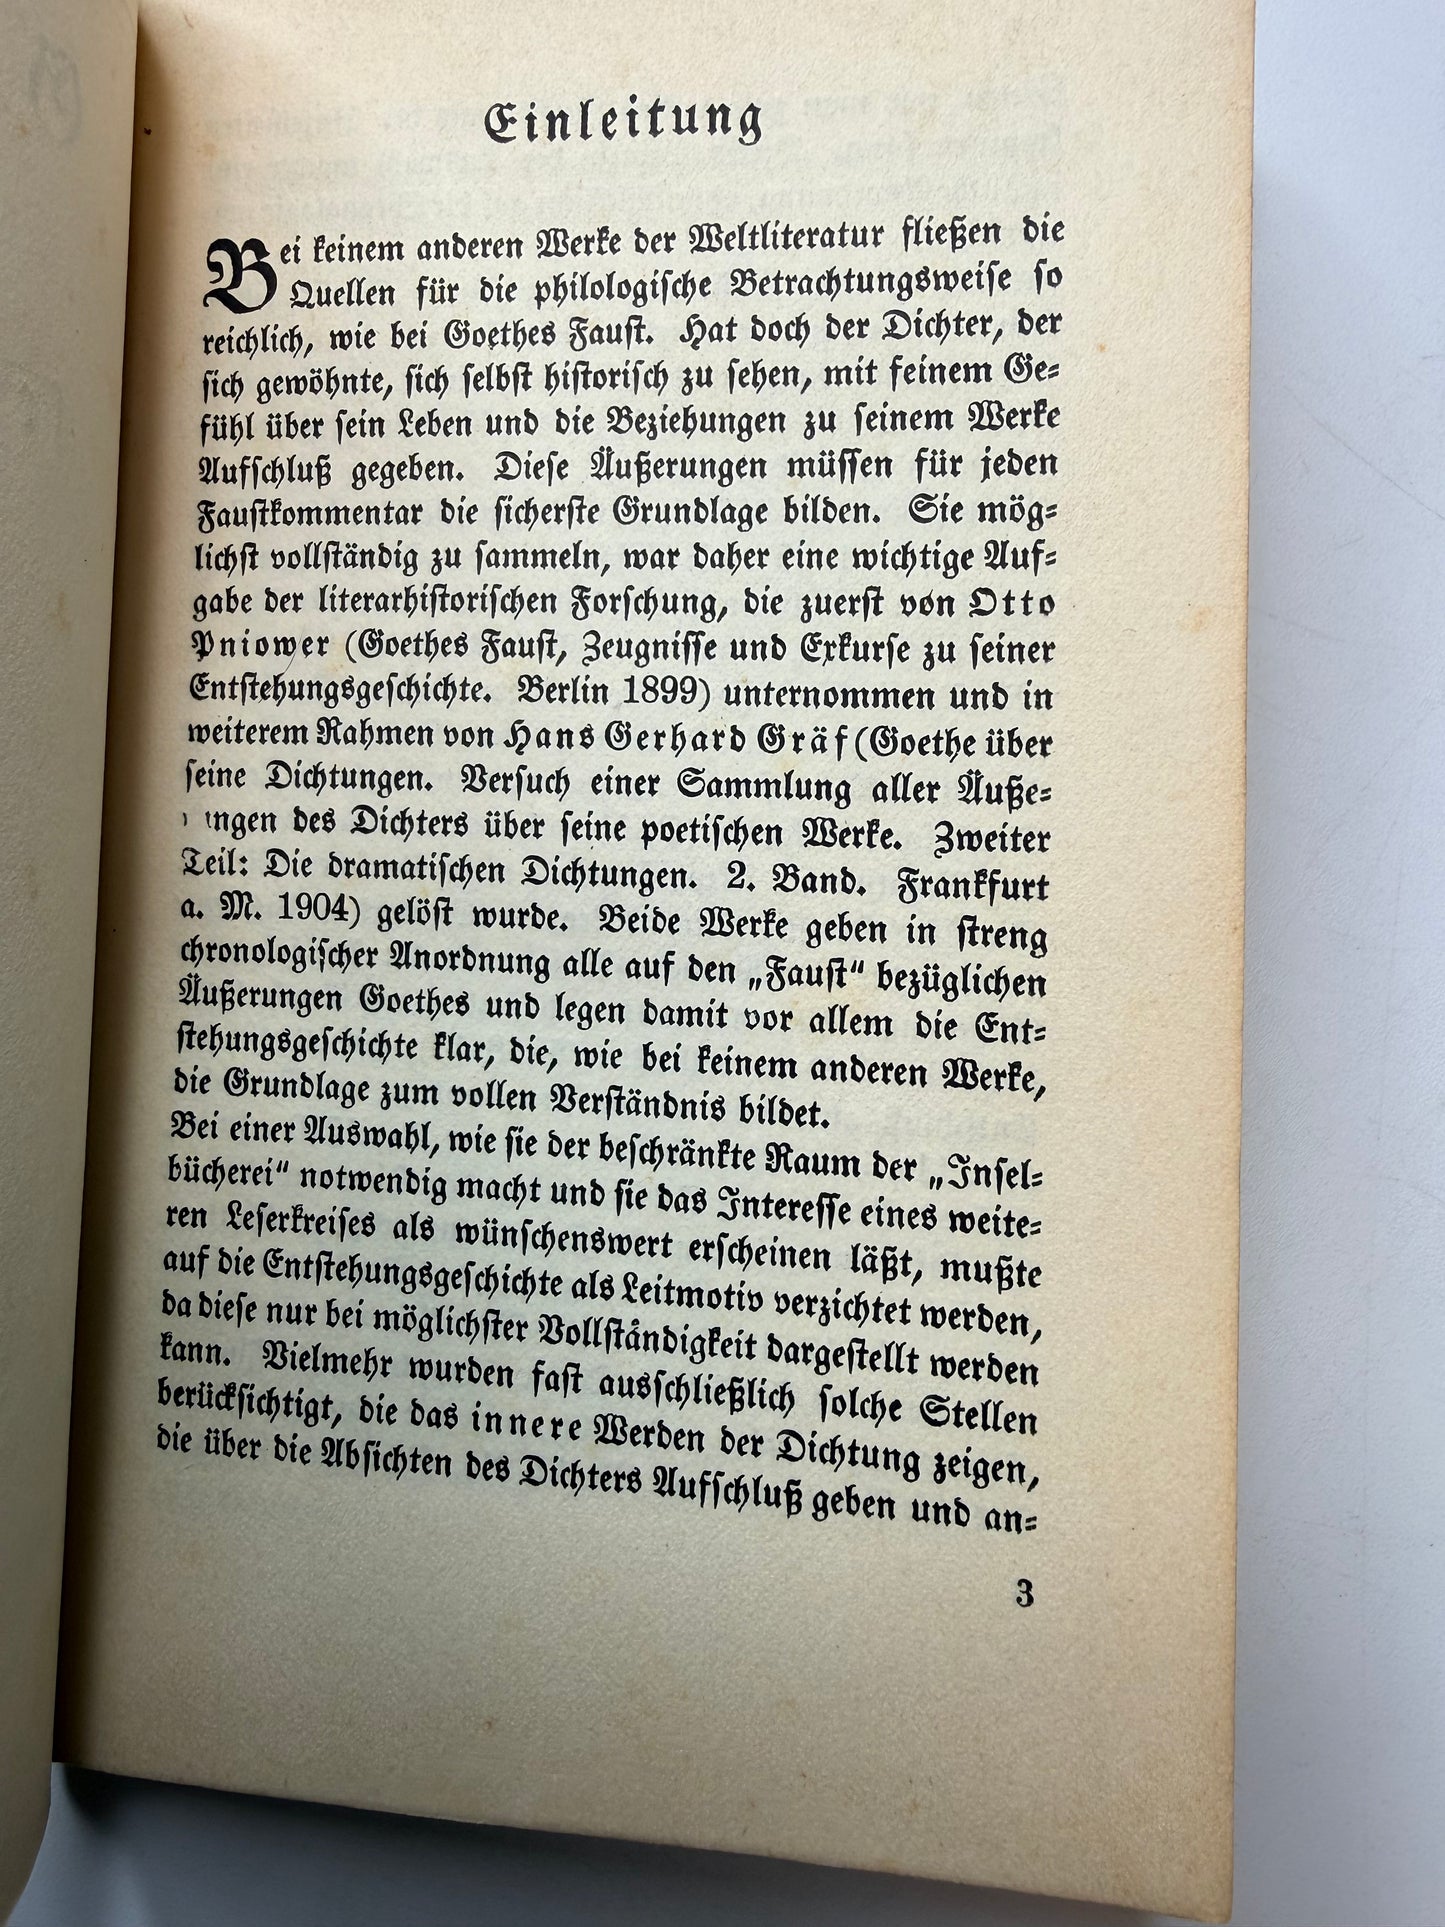 Einleitung
Bei keinem anderen Werke der Weltliteratur fließen die
Quellen für die philologische Betrachtungsweise so
reichlich, wie bei Goethes Faust. Hat doch der Dichter, der
sich gewöhnte, sich selbst historisch zu sehen, mit feinem Ge-
fühl über sein Leben und die Beziehungen zu seinem Werke
Aufschluß gegeben. Diese Äußerungen müssen für jeden
Faustkommentar die sicherste Grundlage bilden. Sie mög-
lichst vollständig zu sammeln, war daher eine wichtige Auf-
gabe der literarhistorischen Forschung, die zuerst von Otto
Pniower (Goethes Faust, Zeugnisse und Exkurse zu seiner
Entstehungsgeschichte. Berlin 1899) unternommen und in
weiterem Rahmen von Hans Gerhard Gräf (Goethe über
seine Dichtungen. Versuch einer Sammlung aller Äuße-
rungen des Dichters über seine poetischen Werke. Zweiter
Teil: Die dramatischen Dichtungen. 2. Band. Frankfurt
a. M. 1904) gelöst wurde. Beide Werke geben in streng
chronologischer Anordnung alle auf den „Faust“ bezüglichen
Äußerungen Goethes und legen damit vor allem die Ent-
stehungsgeschichte klar, die, wie bei keinem anderen Werke,
die Grundlage zum vollen Verständnis bildet.
Bei einer Auswahl, wie sie der beschränkte Raum der „Insel-
bücherei“ notwendig macht und sie das Interesse eines weite-
ren Leserkreises als wünschenswert erscheinen läßt, mußte
auf die Entstehungsgeschichte als Leitmotiv verzichtet werden,
da diese nur bei möglichster Vollständigkeit dargestellt werden
kann. Vielmehr wurden fast ausschließlich solche Stellen
berücksichtigt, die das innere Werden der Dichtung zeigen,
die über die Absichten des Dichters Aufschluß geben und an-
3